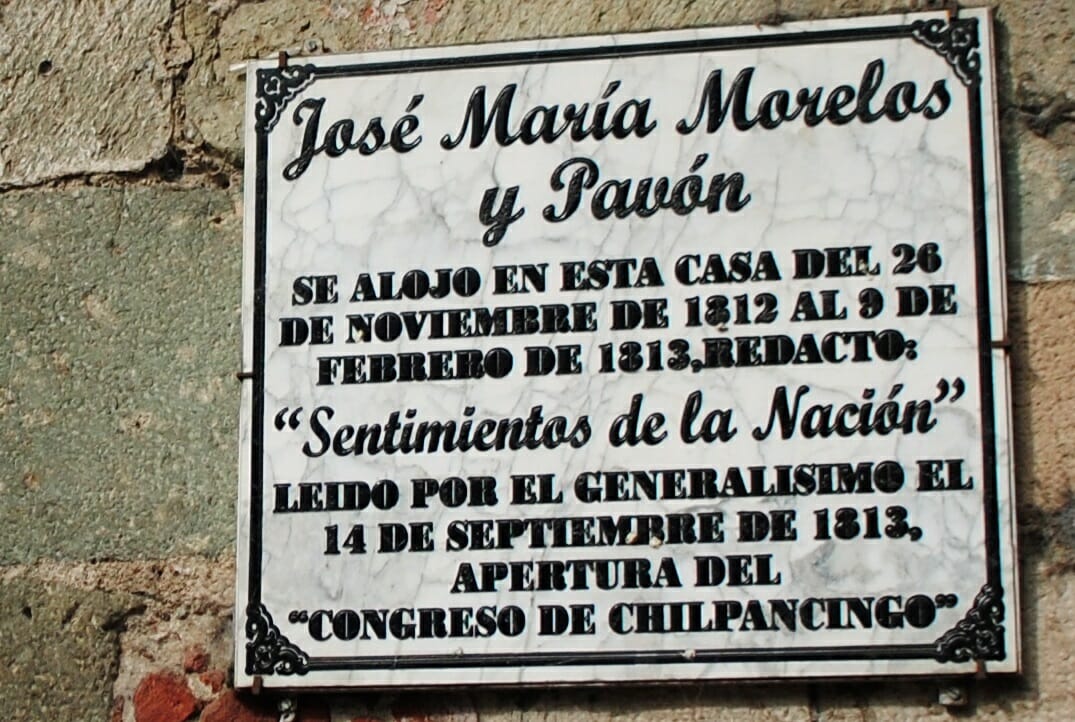 José María Morelos
y Pavón
SE ALOJO EN ESTA CASA DEL 26
DE NOVIEMBRE DE 1812 AL 9 DE
FEBRERO DE 1813,REDACTO:
“Sentimientos de la Nación”
LEIDO POR EL GENERALISIMO EL
14 DE SEPTIEMBRE DE 1813,
APERTURA DEL
“CONGRESO DE CHILPANCINGO”